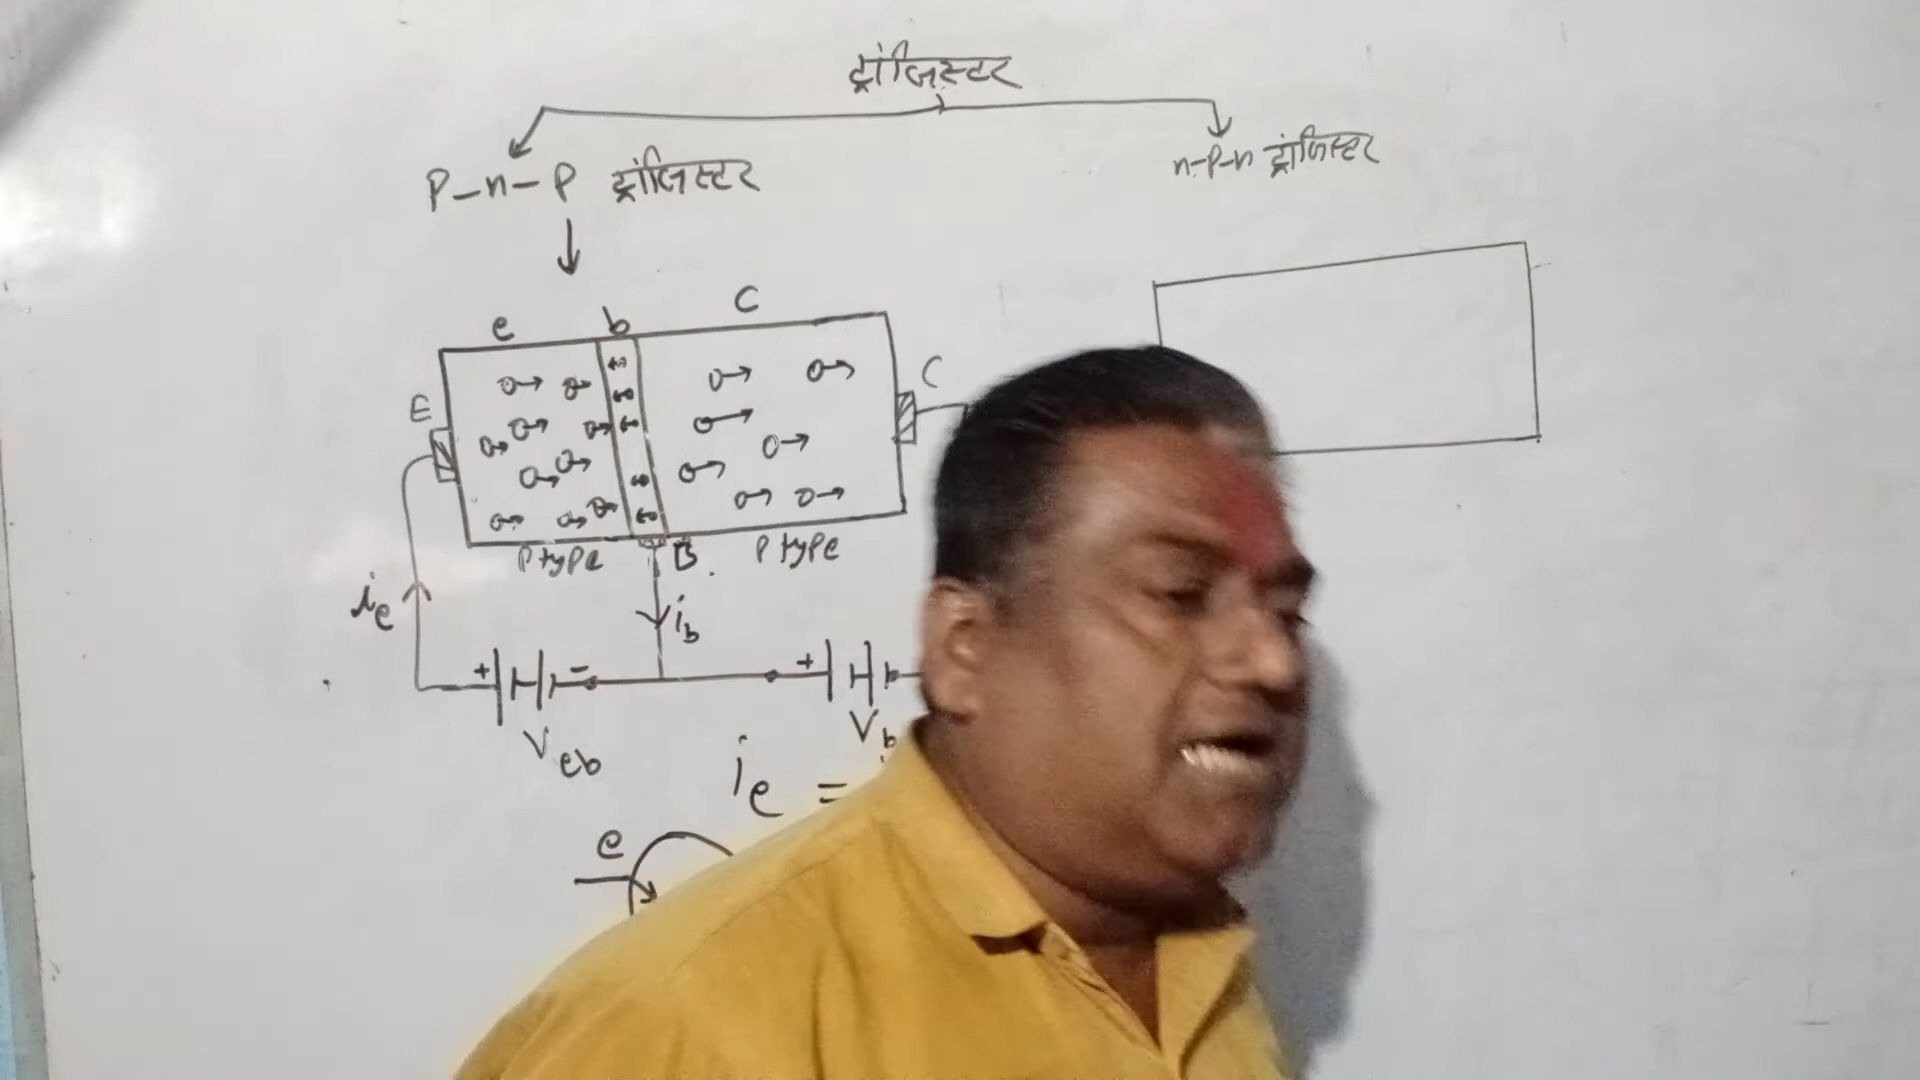 ट्रांजिस्टर
P-n-P ट्रांजिस्टर
n-p-n ट्रांजिस्टर
e b C
E
C
P type B P type
ie
ib
+ - +
Veb
ie =
e